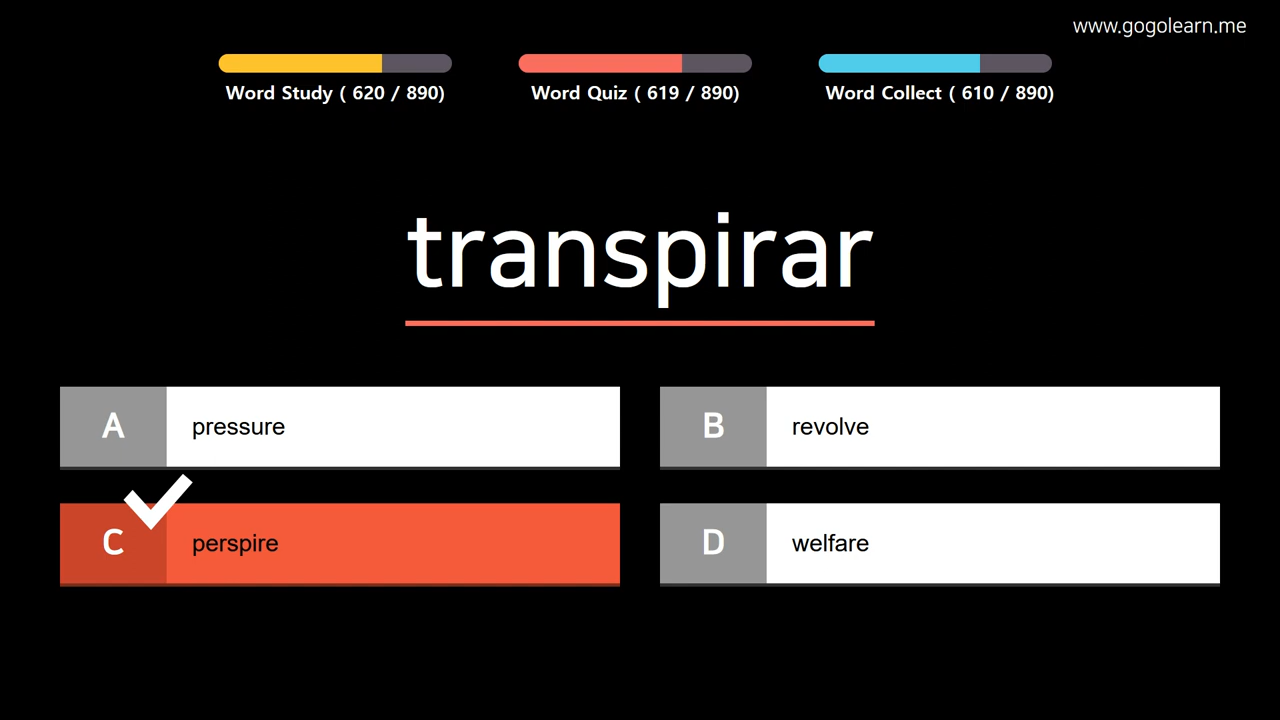 www.gogolearn.me
Word Study ( 620 / 890)
Word Quiz ( 619 / 890)
Word Collect ( 610 / 890)
transpirar
A pressure
B revolve
C perspire
D welfare